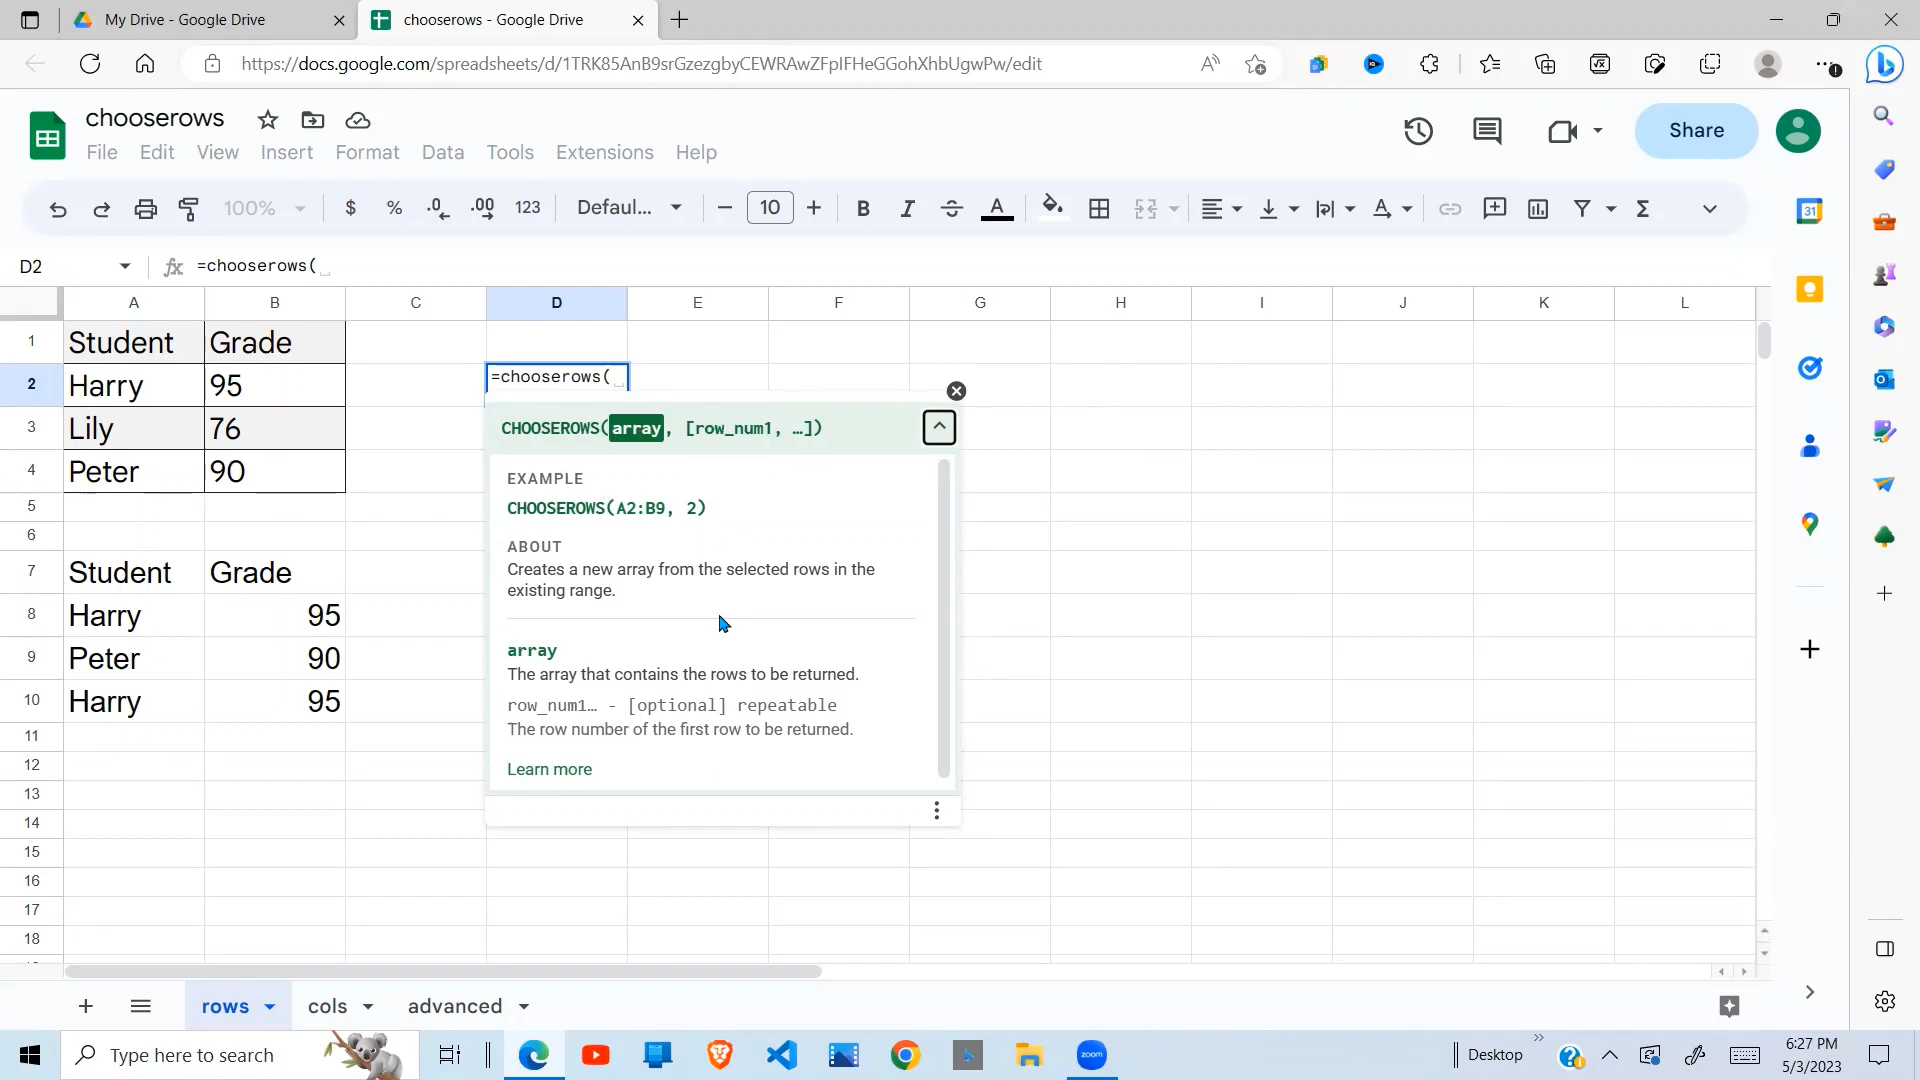 My Drive - Google Drive
chooserows - Google Drive
https://docs.google.com/spreadsheets/d/1TRK85AnB9srGzezgbyCEWRAwZFpIFHeGGohXhbUgwPw/edit
chooserows
File Edit View Insert Format Data Tools Extensions Help
Share
100% $ % .0 .00 123 Defaul... 10 B I A
31
D2 fx =chooserows(
A B C D E F G H I J K L
1 Student Grade
2 Harry 95 =chooserows(
3 Lily 76
4 Peter 90
5
6
7 Student Grade
8 Harry 95
9 Peter 90
10 Harry 95
11
12
13
14
15
16
17
18
CHOOSEROWS(array, [row_num1, …])
EXAMPLE
CHOOSEROWS(A2:B9, 2)
ABOUT
Creates a new array from the selected rows in the
existing range.
array
The array that contains the rows to be returned.
row_num1… - [optional] repeatable
The row number of the first row to be returned.
Learn more
rows cols advanced
Type here to search
zoom
Desktop
6:27 PM
5/3/2023